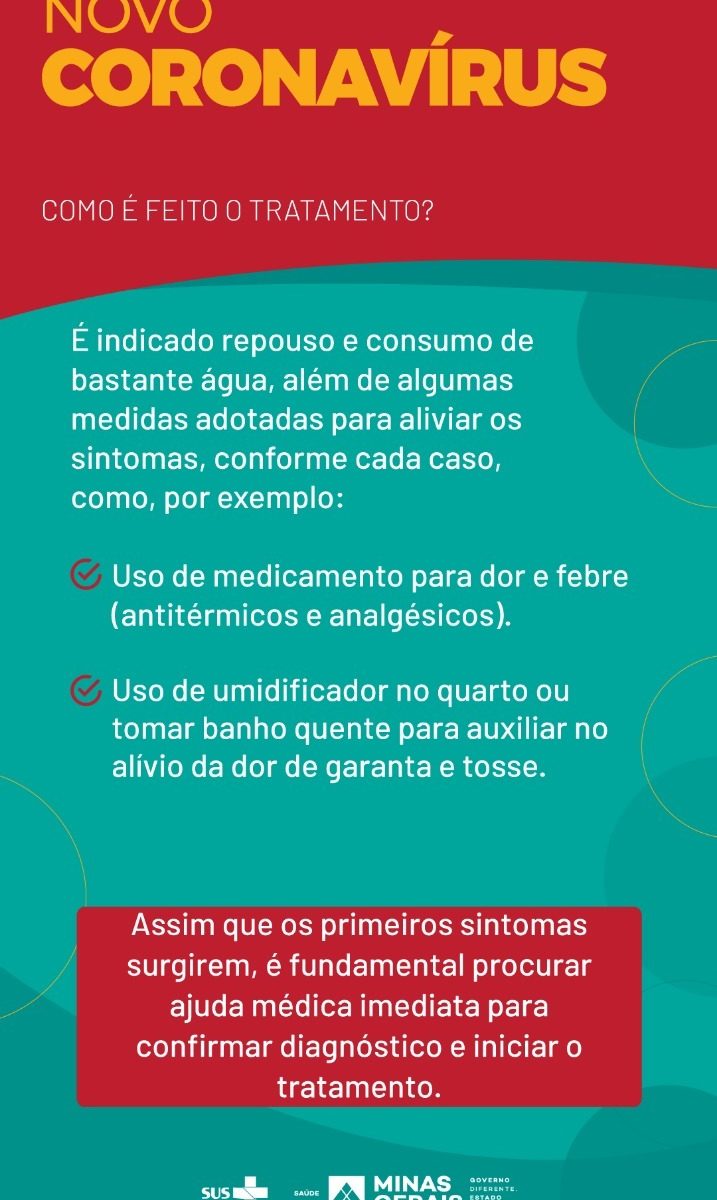 NOVO
CORONAVÍRUS
COMO É FEITO O TRATAMENTO?
É indicado repouso e consumo de
bastante água, além de algumas
medidas adotadas para aliviar os
sintomas, conforme cada caso,
como, por exemplo:
Uso de medicamento para dor e febre
(antitérmicos e analgésicos).
Uso de umidificador no quarto ou
tomar banho quente para auxiliar no
alívio da dor de garanta e tosse.
Assim que os primeiros sintomas
surgirem, é fundamental procurar
ajuda médica imediata para
confirmar diagnóstico e iniciar o
tratamento.
SUS
SAÚDE
MINAS
GERAIS
GOVERNO
DIFERENTE.
ESTADO